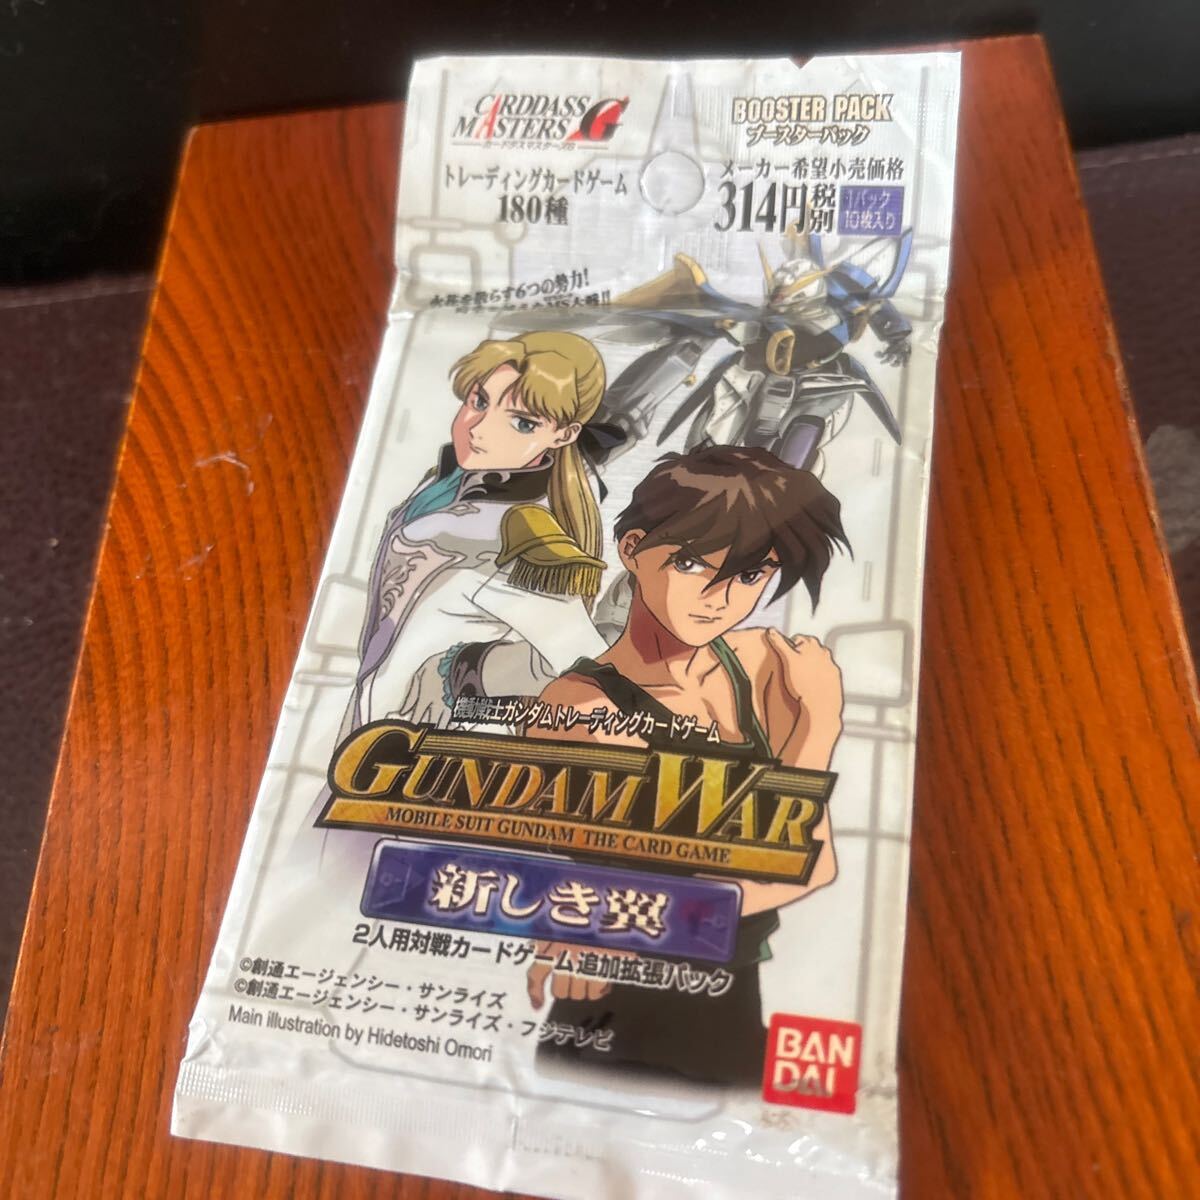 CARDDASS
MASTERS G
カードダスマスターズG
トレーディングカードゲーム
180種
BOOSTER PACK
ブースターパック
メーカー希望小売価格
314円税別
1パック
10枚入り
火花を散らす6つの勢力!
機動戦士ガンダムトレーディングカードゲーム
GUNDAM WAR
MOBILE SUIT GUNDAM THE CARD GAME
新しき翼
2人用対戦カードゲーム追加拡張パック
©創通エージェンシー・サンライズ
©創通エージェンシー・サンライズ・フジテレビ
Main illustration by Hidetoshi Omori
BAN
DAI